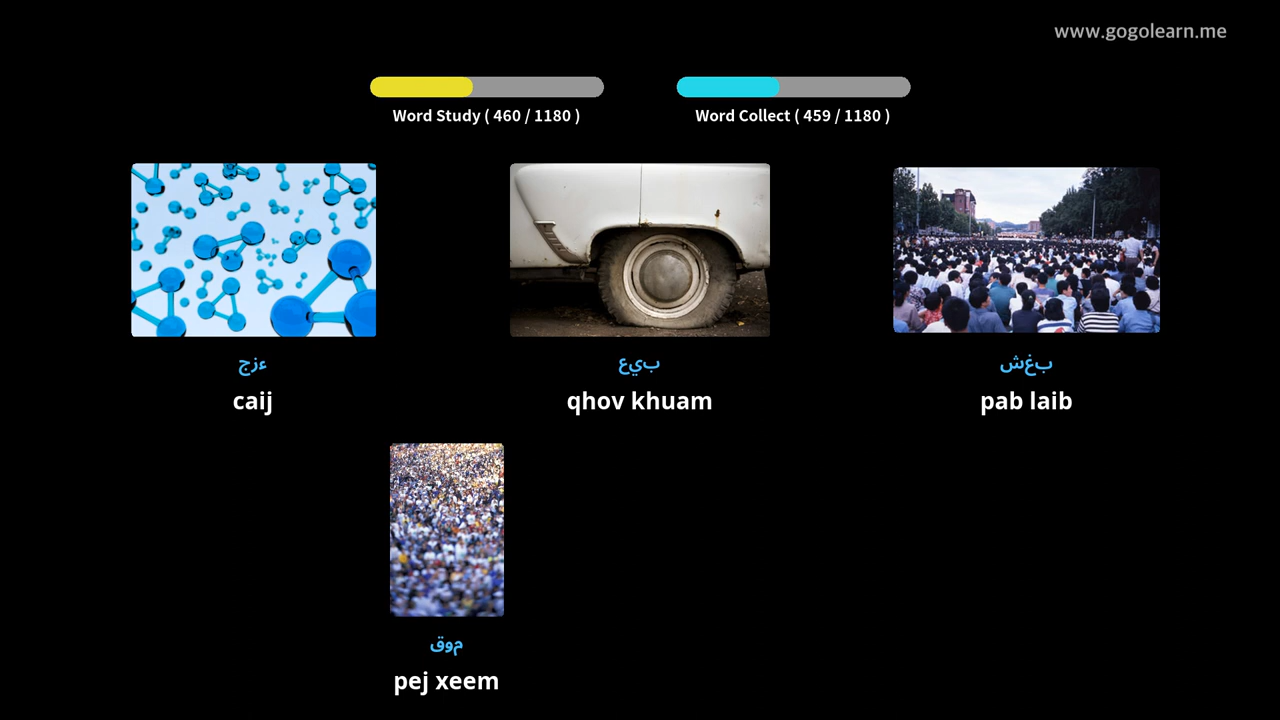 www.gogolearn.me
Word Study ( 460 / 1180 )
Word Collect ( 459 / 1180 )
ءزج
caij
بيع
qhov khuam
بغش
pab laib
موق
pej xeem